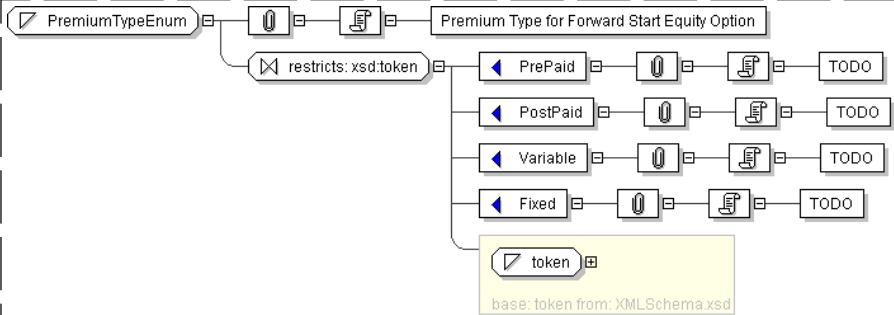 PremiumTypeEnum
Premium Type for Forward Start Equity Option
restricts: xsd:token
PrePaid
TODO
PostPaid
TODO
Variable
TODO
Fixed
TODO
token
base: token from: XMLSchema.xsd